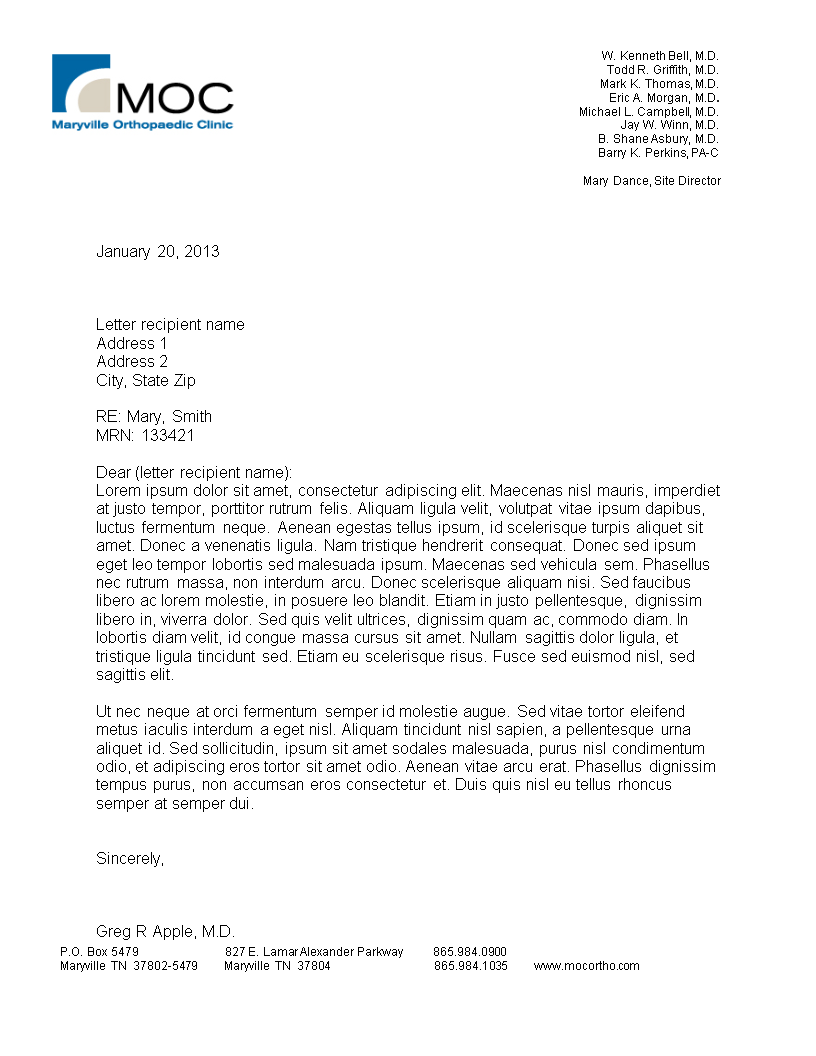 MOC
Maryville Orthopaedic Clinic
W. Kenneth Bell, M.D.
Todd R. Griffith, M.D.
Mark K. Thomas, M.D.
Eric A. Morgan, M.D.
Michael L. Campbell, M.D.
Jay W. Winn, M.D.
B. Shane Asbury, M.D.
Barry K. Perkins, PA-C
Mary Dance, Site Director
January 20, 2013
Letter recipient name
Address 1
Address 2
City, State Zip
RE: Mary, Smith
MRN: 133421
Dear (letter recipient name):
Lorem ipsum dolor sit amet, consectetur adipiscing elit. Maecenas nisl mauris, imperdiet
at justo tempor, porttitor rutrum felis. Aliquam ligula velit, volutpat vitae ipsum dapibus,
luctus fermentum neque. Aenean egestas tellus ipsum, id scelerisque turpis aliquet sit
amet. Donec a venenatis ligula. Nam tristique hendrerit consequat. Donec sed ipsum
eget leo tempor lobortis sed malesuada ipsum. Maecenas sed vehicula sem. Phasellus
nec rutrum massa, non interdum arcu. Donec scelerisque aliquam nisi. Sed faucibus
libero ac lorem molestie, in posuere leo blandit. Etiam in justo pellentesque, dignissim
libero in, viverra dolor. Sed quis velit ultrices, dignissim quam ac, commodo diam. In
lobortis diam velit, id congue massa cursus sit amet. Nullam sagittis dolor ligula, et
tristique ligula tincidunt sed. Etiam eu scelerisque risus. Fusce sed euismod nisl, sed
sagittis elit.
Ut nec neque at orci fermentum semper id molestie augue. Sed vitae tortor eleifend
metus iaculis interdum a eget nisl. Aliquam tincidunt nisl sapien, a pellentesque urna
aliquet id. Sed sollicitudin, ipsum sit amet sodales malesuada, purus nisl condimentum
odio, et adipiscing eros tortor sit amet odio. Aenean vitae arcu erat. Phasellus dignissim
tempus purus, non accumsan eros consectetur et. Duis quis nisl eu tellus rhoncus
semper at semper dui.
Sincerely,
Greg R Apple, M.D.
P.O. Box 5479 827 E. Lamar Alexander Parkway 865.984.0900
Maryville TN 37802-5479 Maryville TN 37804 865.984.1035 www.mocortho.com